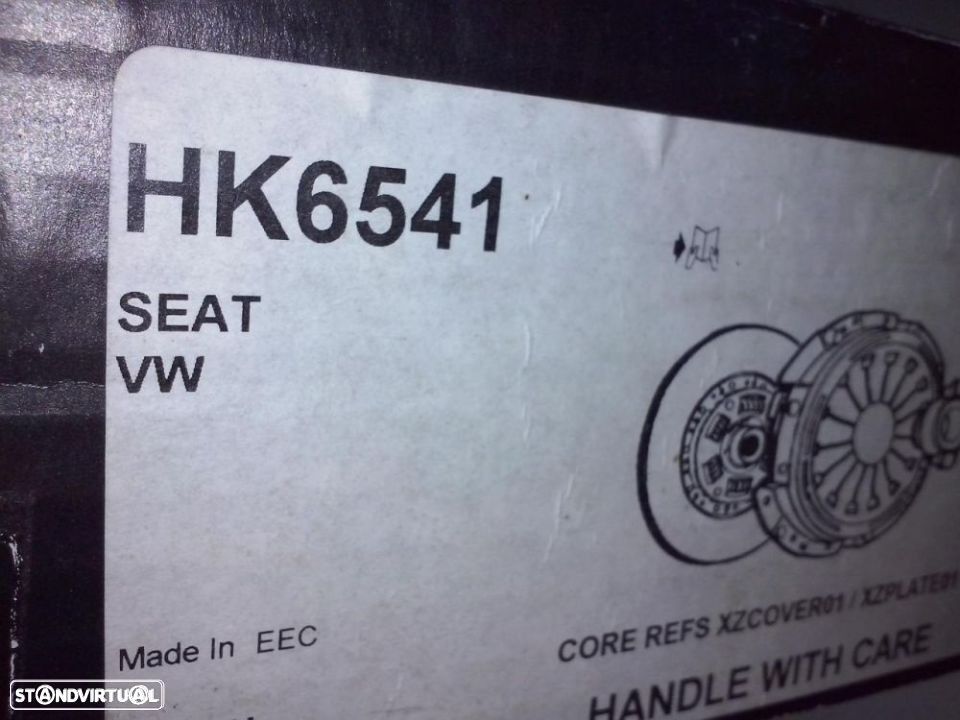 HK6541
SEAT
VW
Made In EEC
CORE REFS XZCOVER01 / XZPLATE01
HANDLE WITH CARE
STANDVIRTUAL